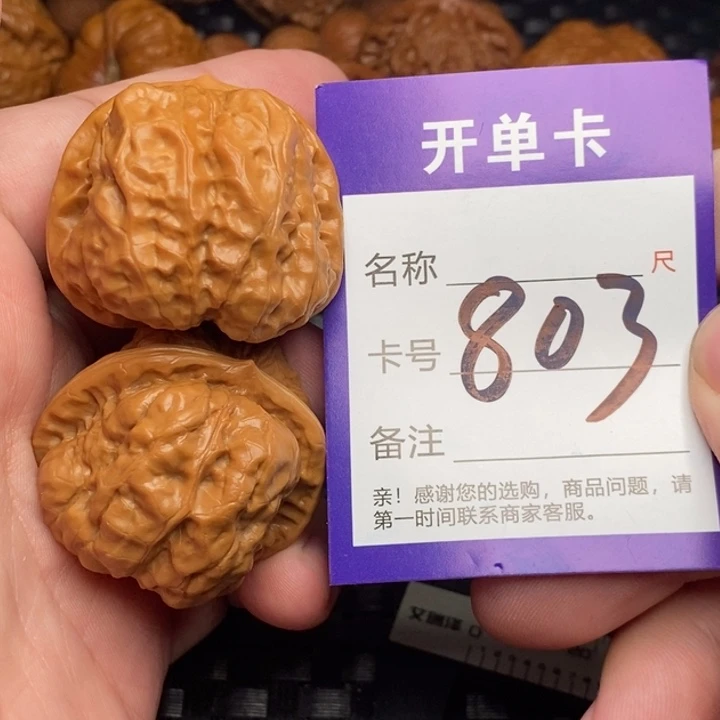 开单卡
名称 尺
卡号 803
备注
亲！感谢您的选购，商品问题，请
第一时间联系商家客服。